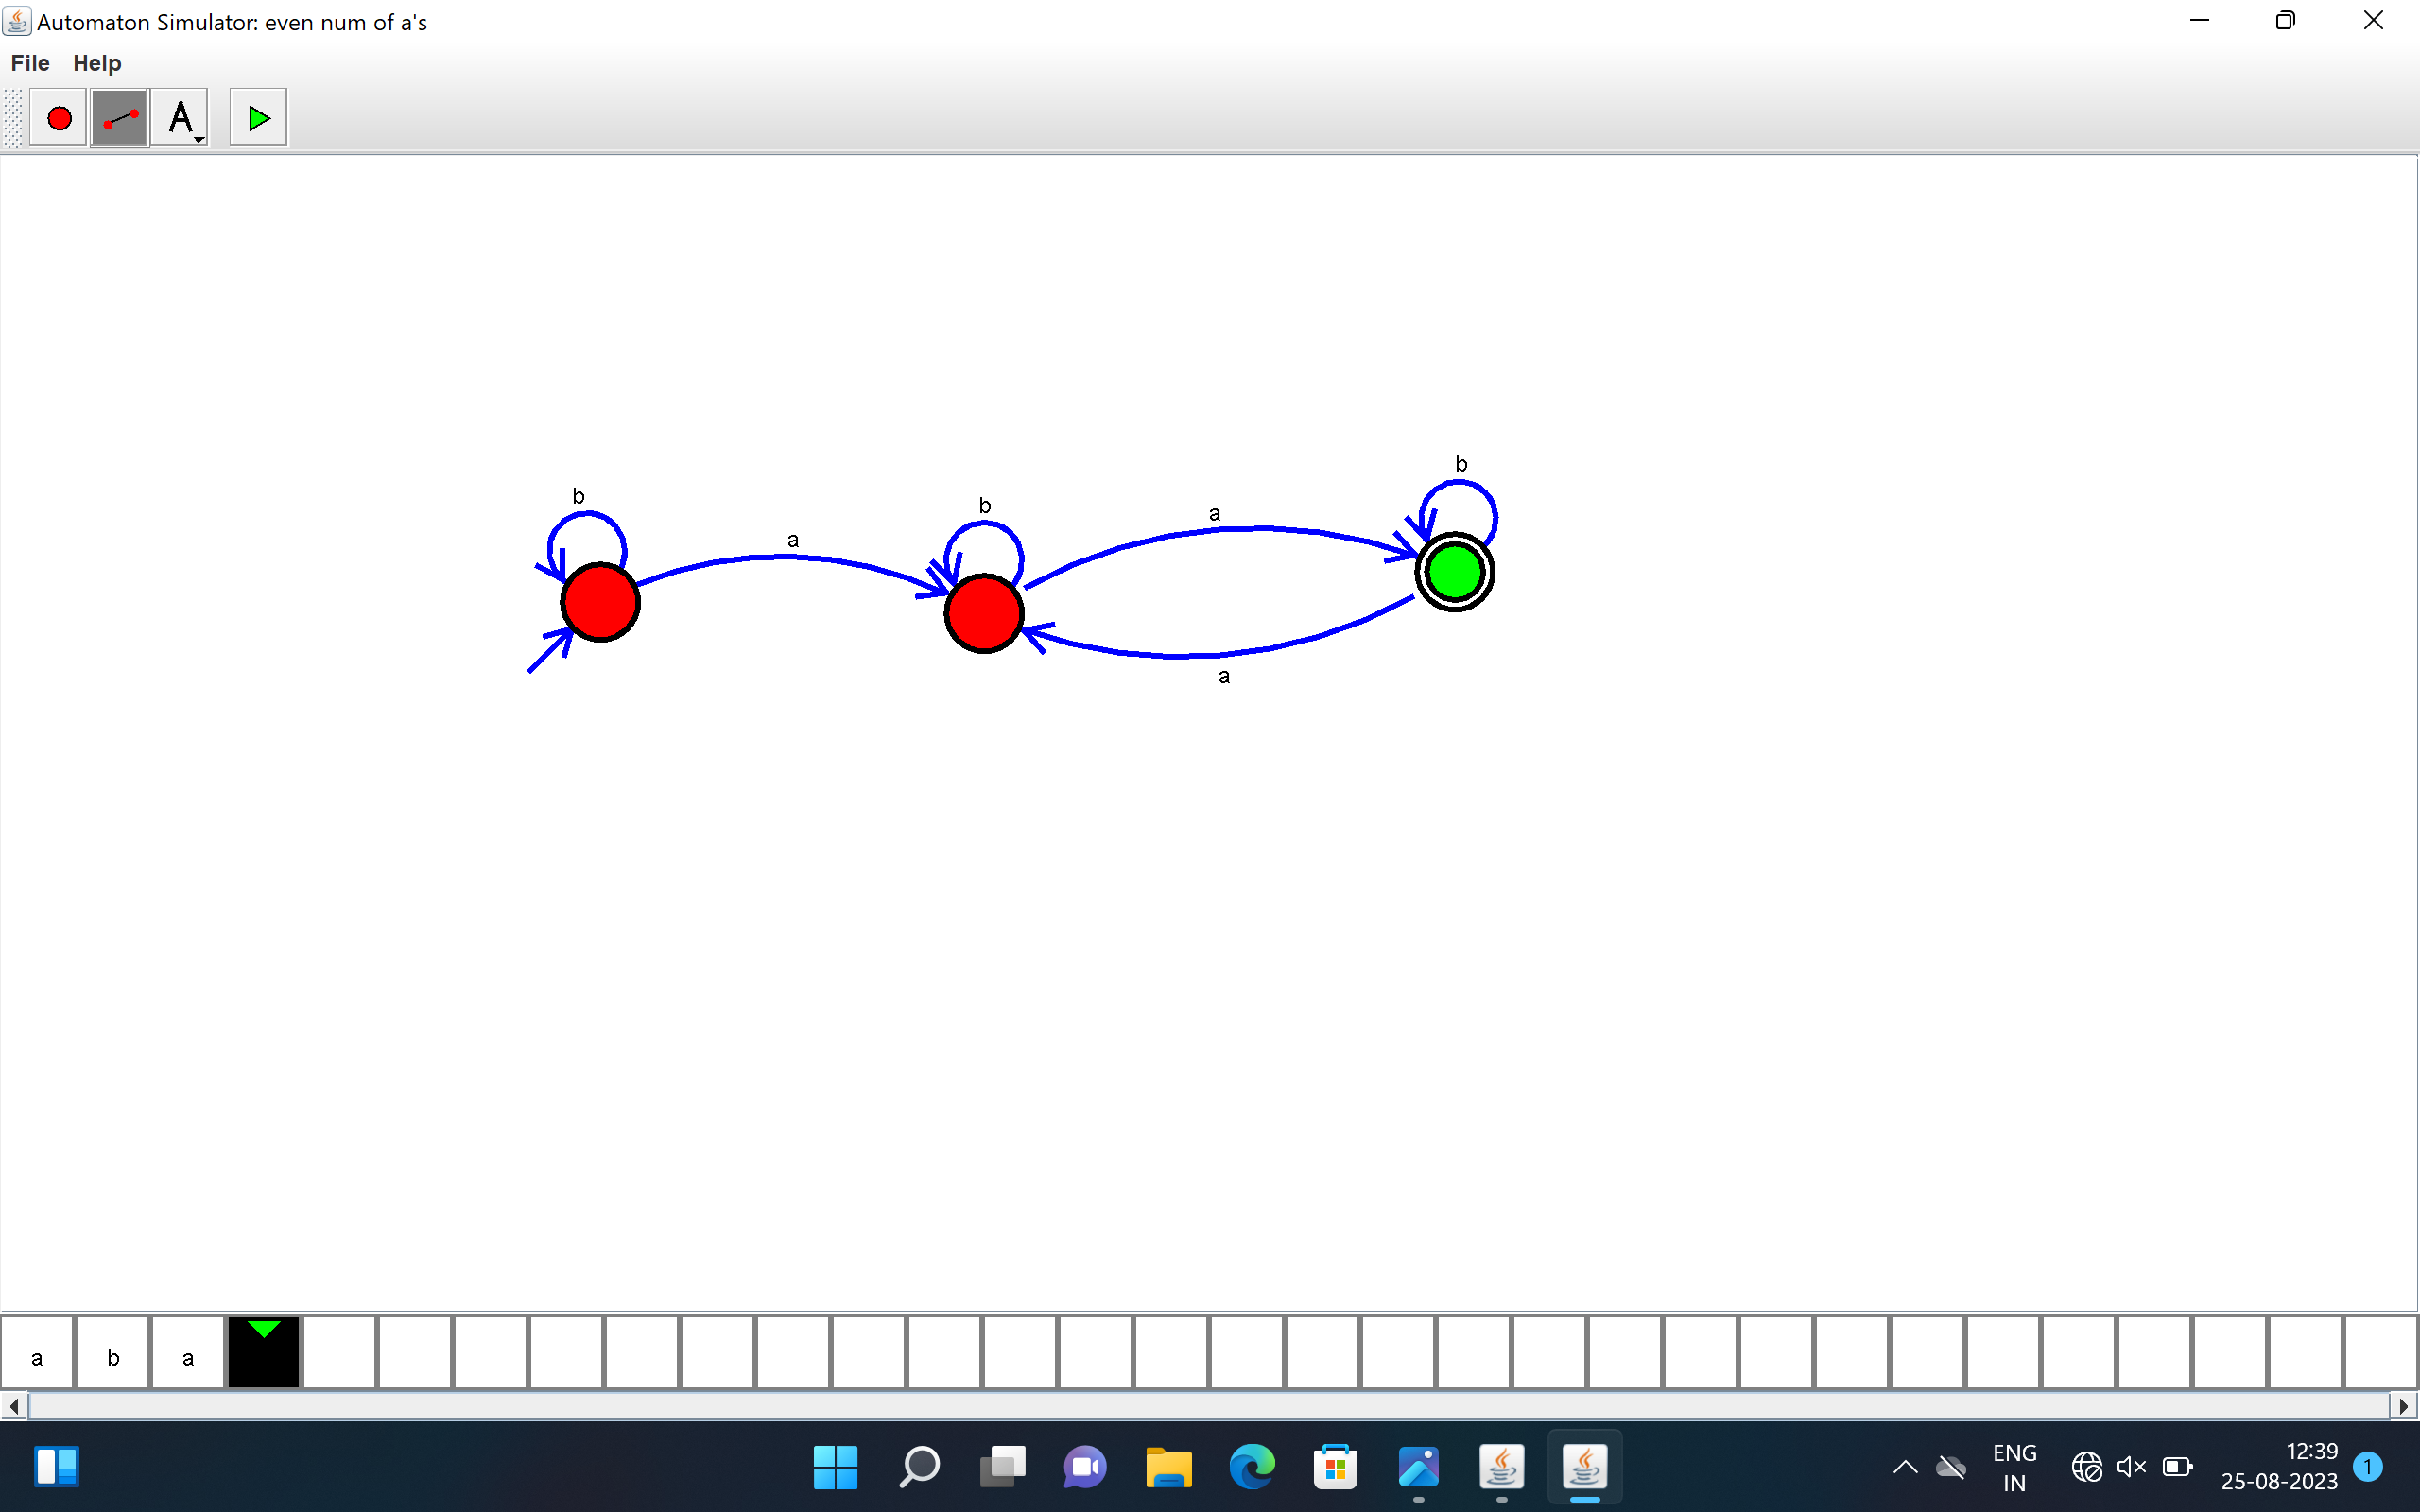 Automaton Simulator: even num of a's
File Help
A
b
b
b
a
a
a
a b a
ENG
IN
12:39
25-08-2023
1